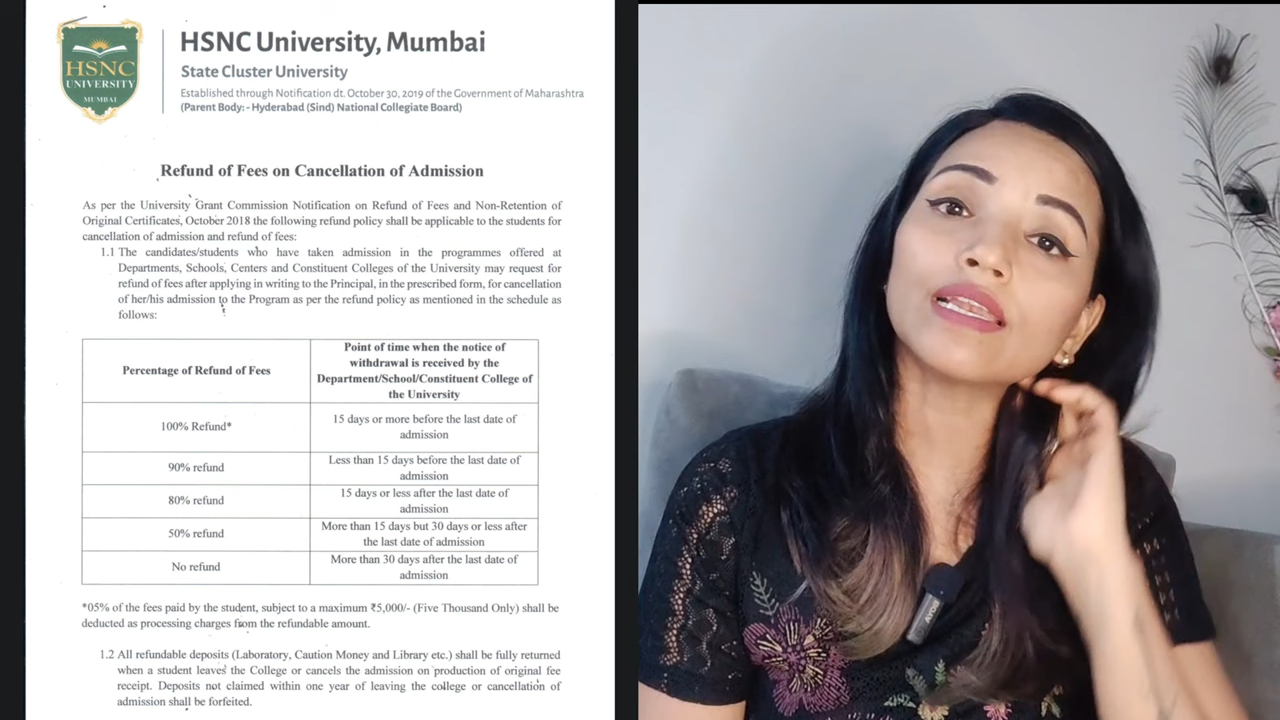 HSNC University, Mumbai
State Cluster University
Established through Notification dt. October 30, 2019 of the Government of Maharashtra
(Parent Body: - Hyderabad (Sind) National Collegiate Board)
HSNC
UNIVERSITY
MUMBAI
Refund of Fees on Cancellation of Admission
As per the University Grant Commission Notification on Refund of Fees and Non-Retention of
Original Certificates, October 2018 the following refund policy shall be applicable to the students for
cancellation of admission and refund of fees:
1.1 The candidates/students who have taken admission in the programmes offered at
Departments, Schools, Centers and Constituent Colleges of the University may request for
refund of fees after applying in writing to the Principal, in the prescribed form, for cancellation
of her/his admission to the Program as per the refund policy as mentioned in the schedule as
follows:
Percentage of Refund of Fees
Point of time when the notice of
withdrawal is received by the
Department/School/Constituent College of
the University
100% Refund*
15 days or more before the last date of
admission
90% refund
Less than 15 days before the last date of
admission
80% refund
15 days or less after the last date of
admission
50% refund
More than 15 days but 30 days or less after
the last date of admission
No refund
More than 30 days after the last date of
admission
*05% of the fees paid by the student, subject to a maximum ₹5,000/- (Five Thousand Only) shall be
deducted as processing charges from the refundable amount.
1.2 All refundable deposits (Laboratory, Caution Money and Library etc.) shall be fully returned
when a student leaves the College or cancels the admission on production of original fee
receipt. Deposits not claimed within one year of leaving the college or cancellation of
admission shall be forfeited.